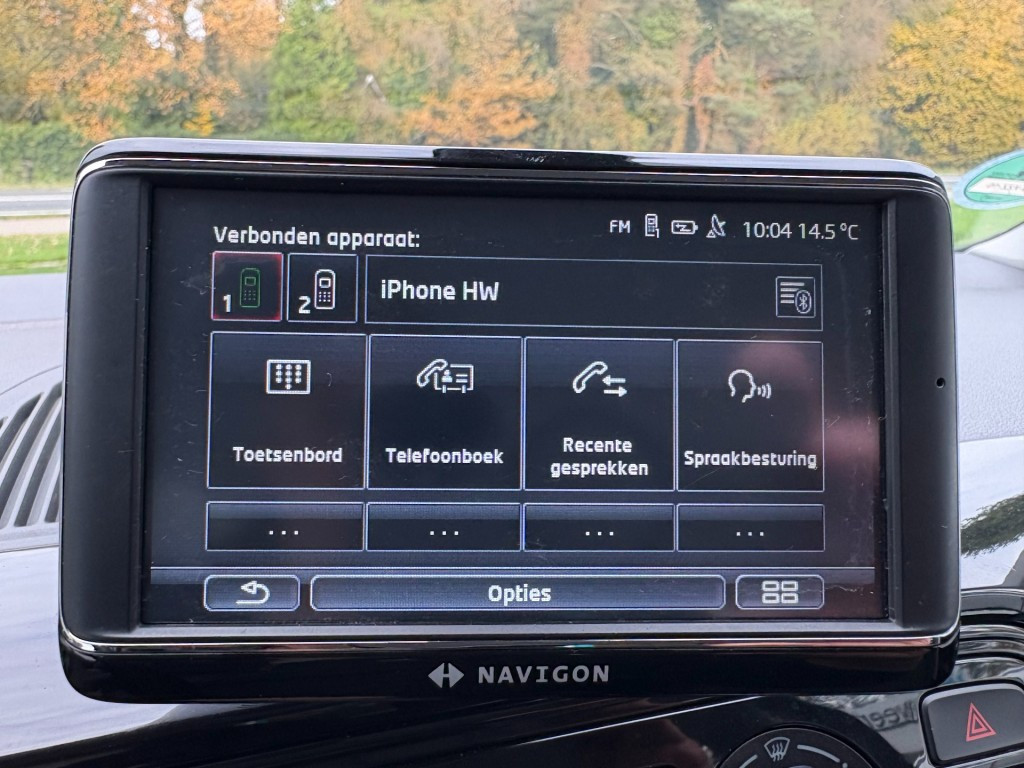 FM 10:04 14.5 °C
Verbonden apparaat:
1 2 iPhone HW
Toetsenbord
Telefoonboek
Recente
gesprekken
Spraakbesturing
... ... ... ...
Opties
NAVIGON